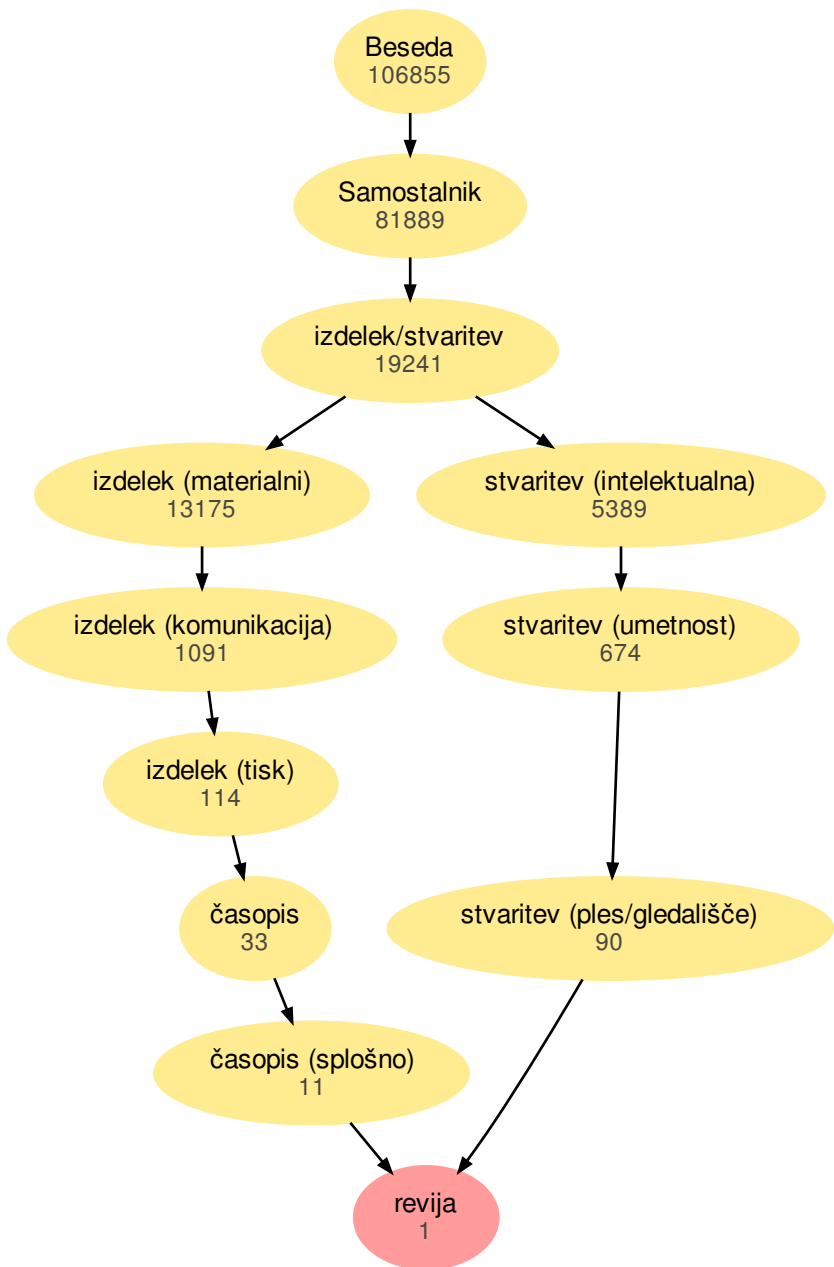 Beseda
106855
Samostalnik
81889
izdelek/stvaritev
19241
izdelek (materialni)
13175
stvaritev (intelektualna)
5389
izdelek (komunikacija)
1091
stvaritev (umetnost)
674
izdelek (tisk)
114
časopis
33
stvaritev (ples/gledališče)
90
časopis (splošno)
11
revija
1